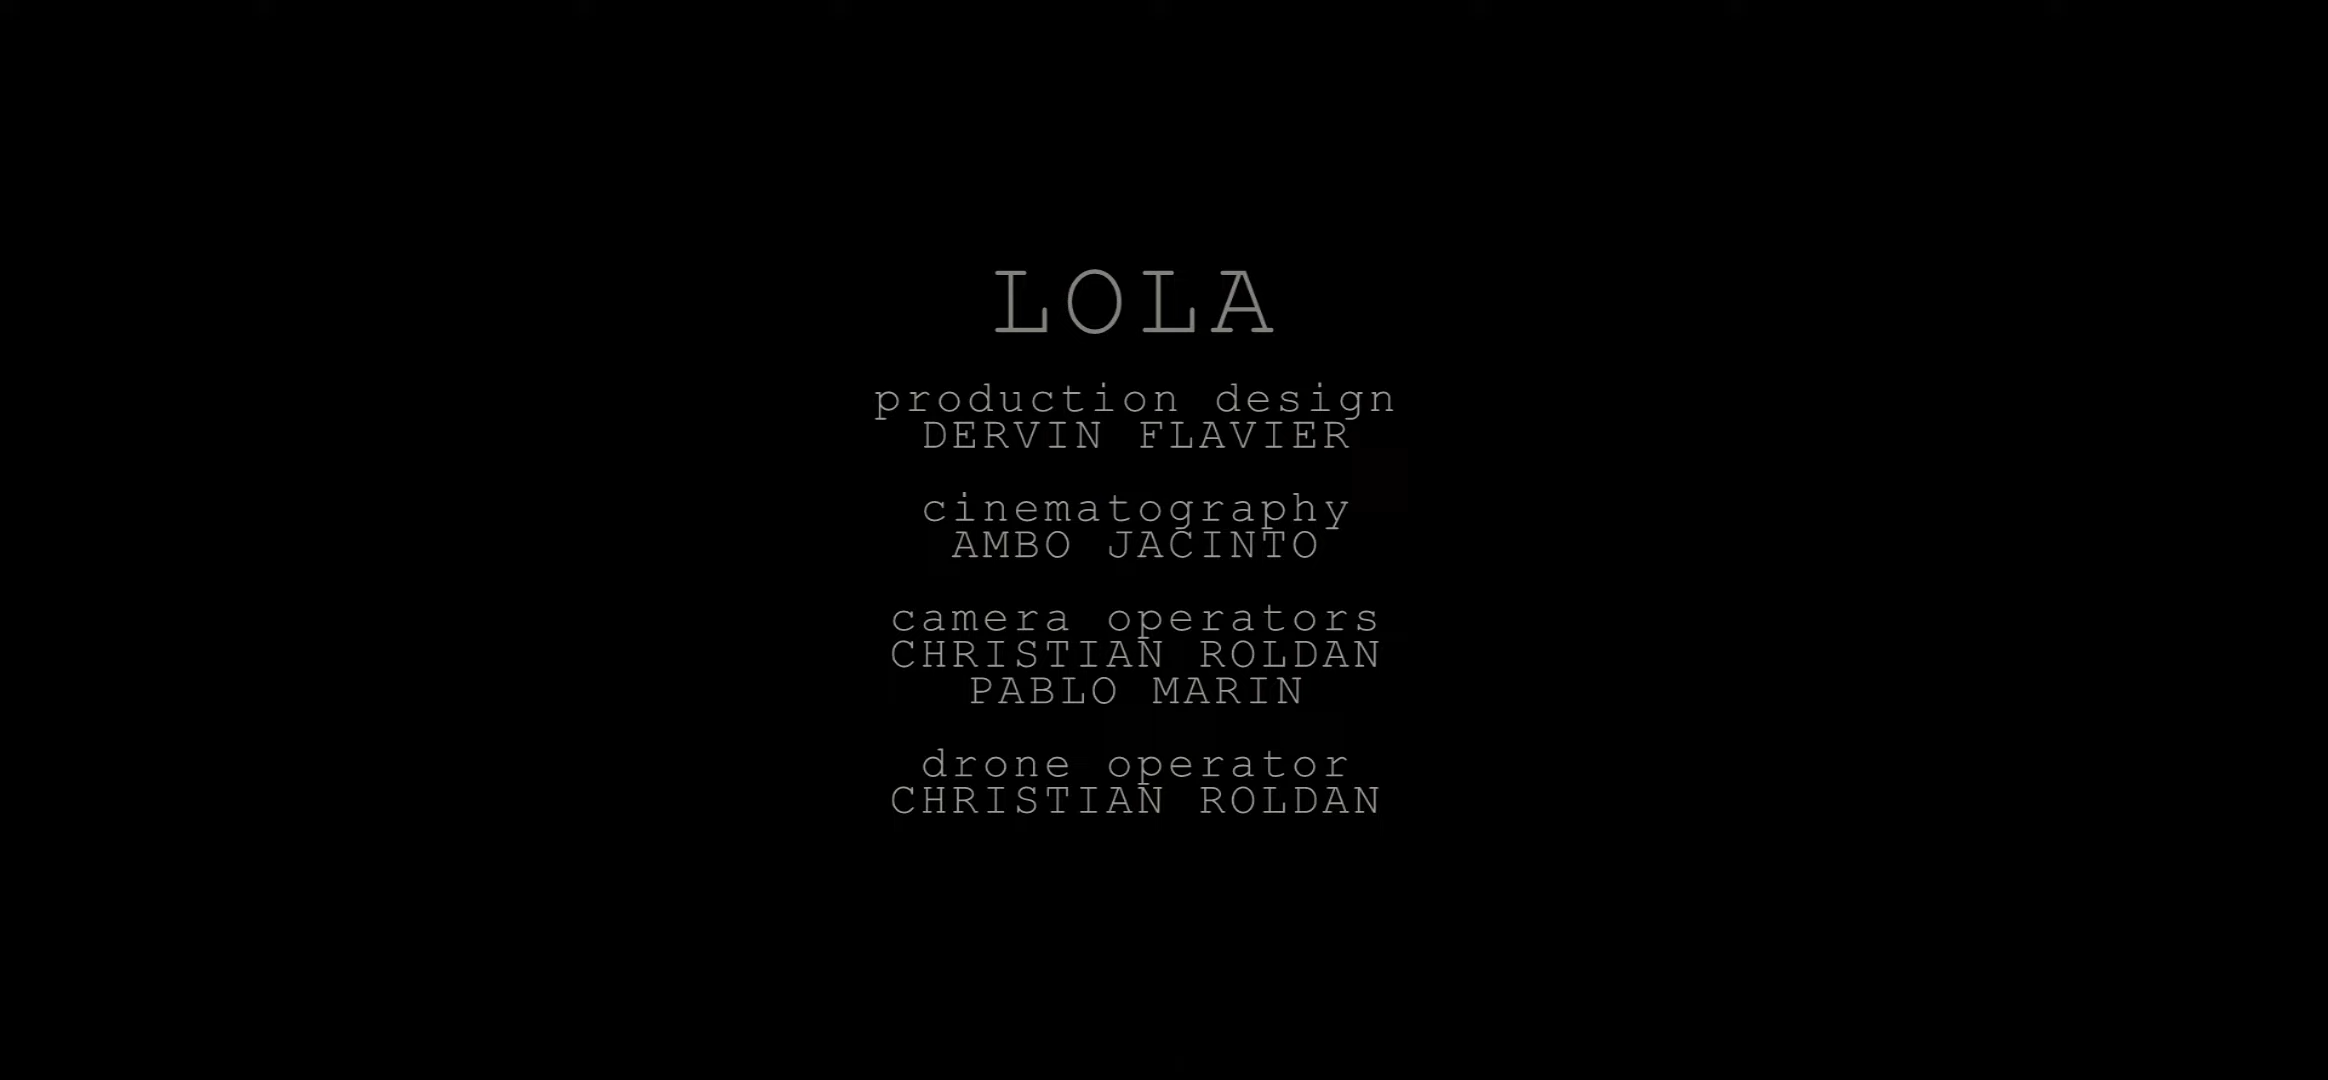 LOLA
production design
DERVIN FLAVIER
cinematography
AMBO JACINTO
camera operators
CHRISTIAN ROLDAN
PABLO MARIN
drone operator
CHRISTIAN ROLDAN